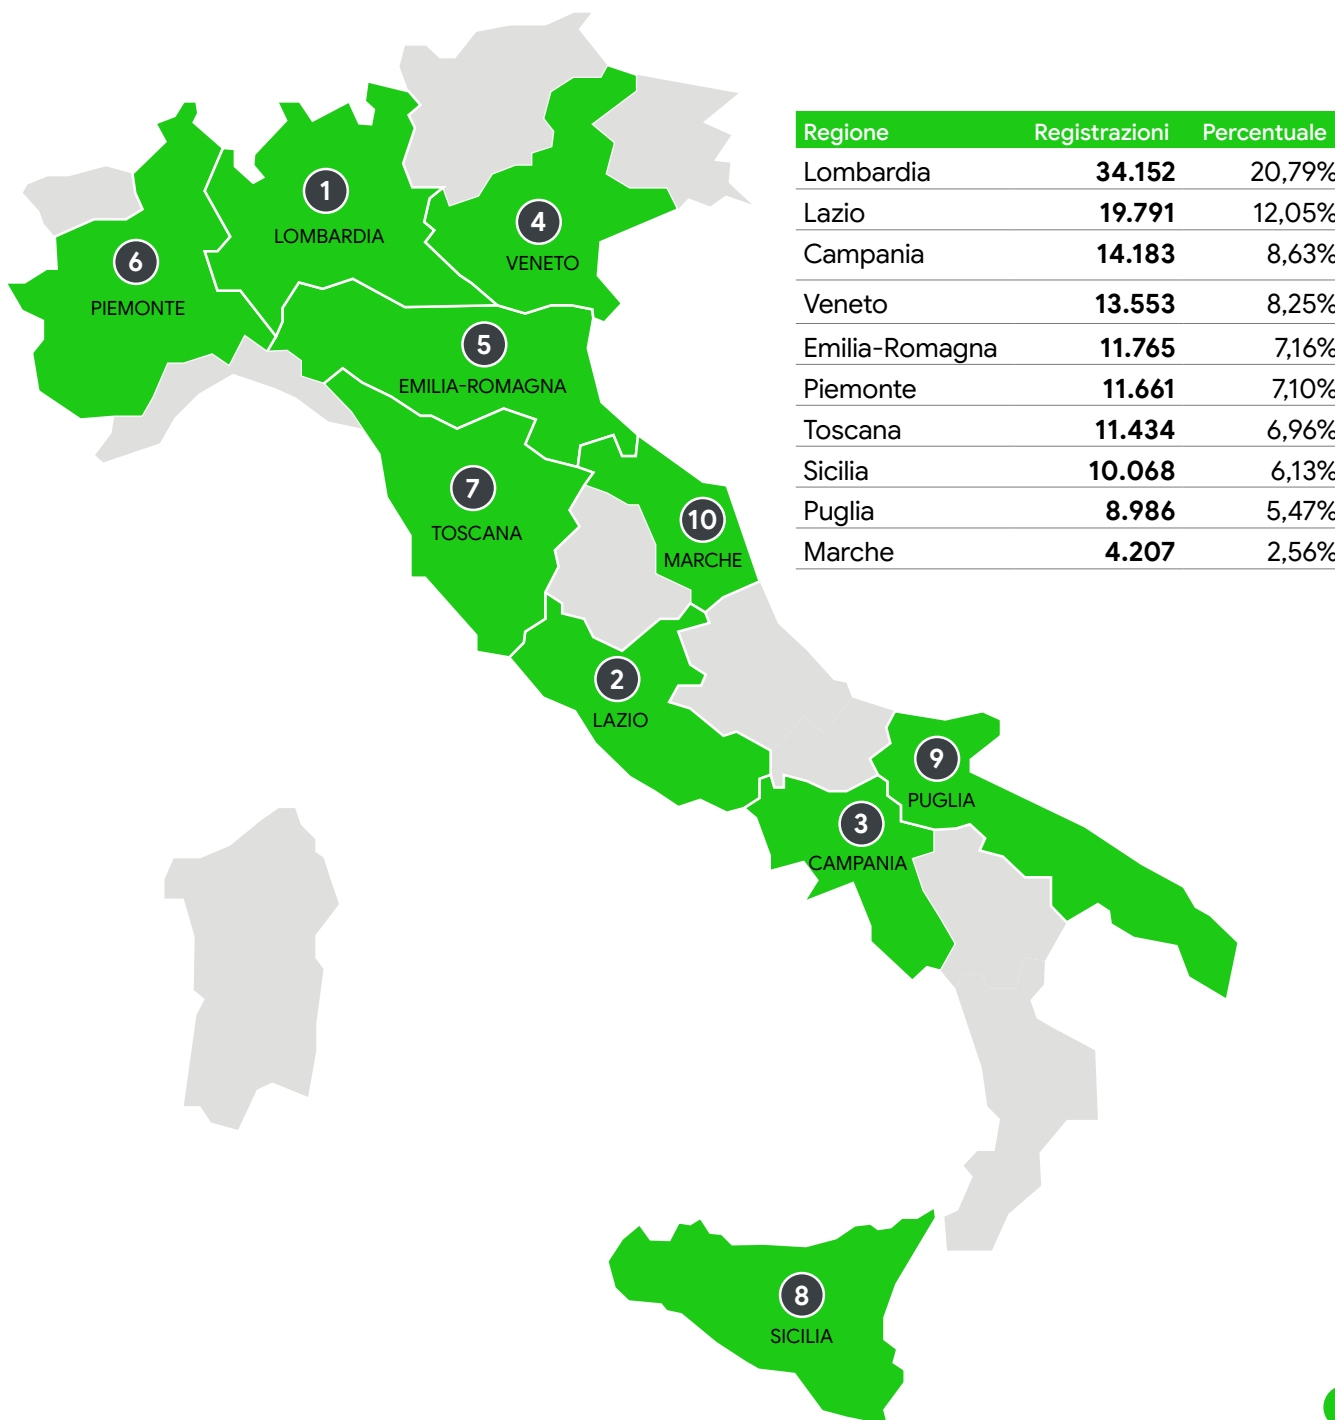 Regione Registrazioni Percentuale
Lombardia 34.152 20,79%
Lazio 19.791 12,05%
Campania 14.183 8,63%
Veneto 13.553 8,25%
Emilia-Romagna 11.765 7,16%
Piemonte 11.661 7,10%
Toscana 11.434 6,96%
Sicilia 10.068 6,13%
Puglia 8.986 5,47%
Marche 4.207 2,56%
1
LOMBARDIA
4
VENETO
6
PIEMONTE
5
EMILIA-ROMAGNA
7
TOSCANA
10
MARCHE
2
LAZIO
9
PUGLIA
3
CAMPANIA
8
SICILIA